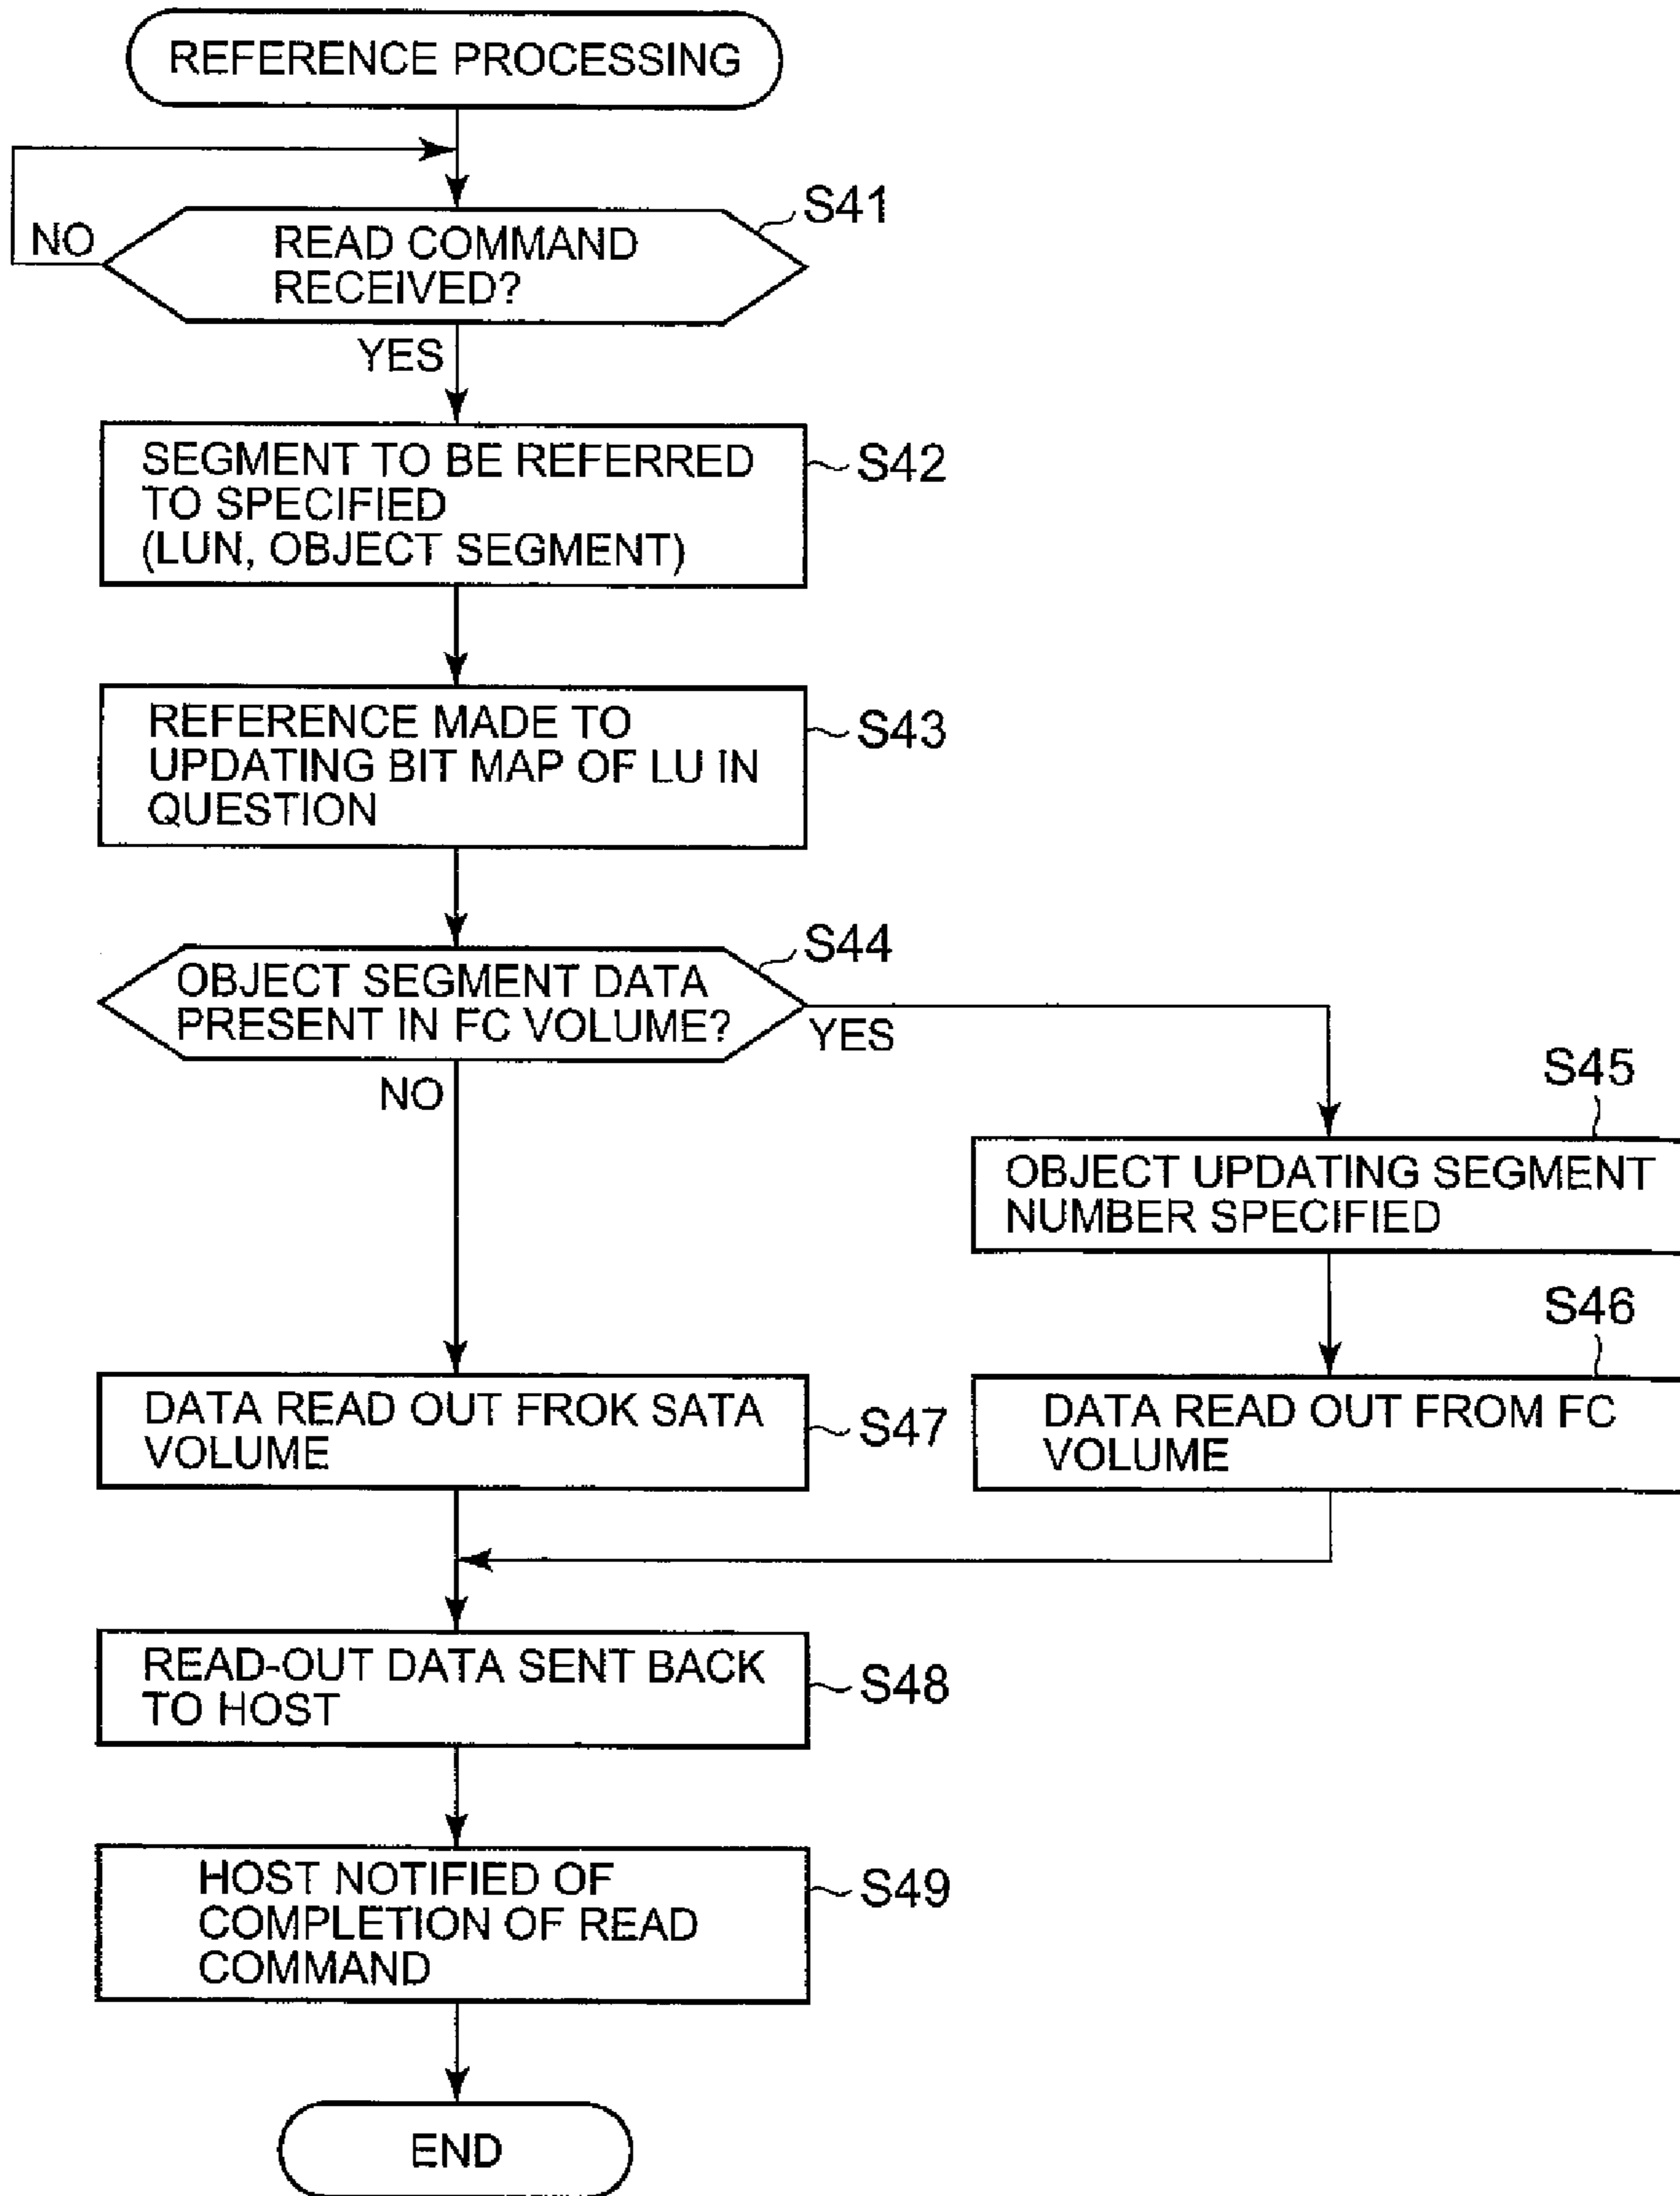 REFERENCE PROCESSING
S41
NO
READ COMMAND
RECEIVED?
YES
SEGMENT TO BE REFERRED
TO SPECIFIED
(LUN, OBJECT SEGMENT)
S42
REFERENCE MADE TO
UPDATING BIT MAP OF LU IN
QUESTION
S43
S44
OBJECT SEGMENT DATA
PRESENT IN FC VOLUME?
YES
NO
S45
OBJECT UPDATING SEGMENT
NUMBER SPECIFIED
S46
DATA READ OUT FROK SATA
VOLUME
S47
DATA READ OUT FROM FC
VOLUME
READ-OUT DATA SENT BACK
TO HOST
S48
HOST NOTIFIED OF
COMPLETION OF READ
COMMAND
S49
END